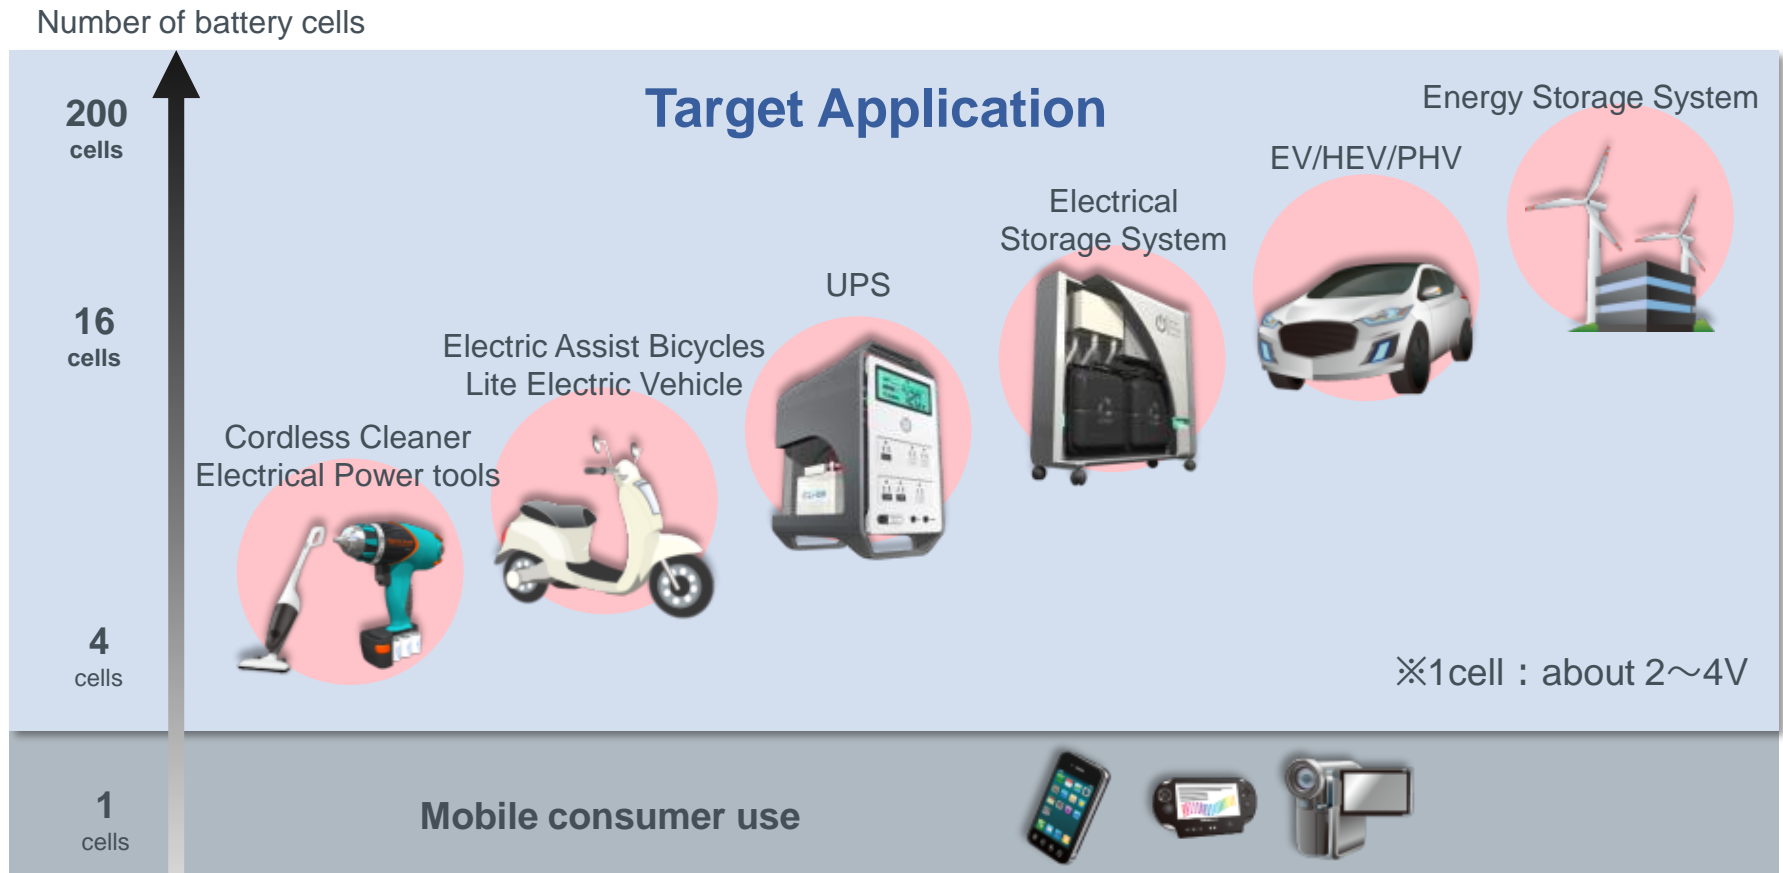 Number of battery cells
Target Application
200
cells
Energy Storage System
EV/HEV/PHV
Electrical
Storage System
UPS
16
cells
Electric Assist Bicycles
Lite Electric Vehicle
Cordless Cleaner
Electrical Power tools
4
cells
※1cell：about 2～4V
1
cells
Mobile consumer use